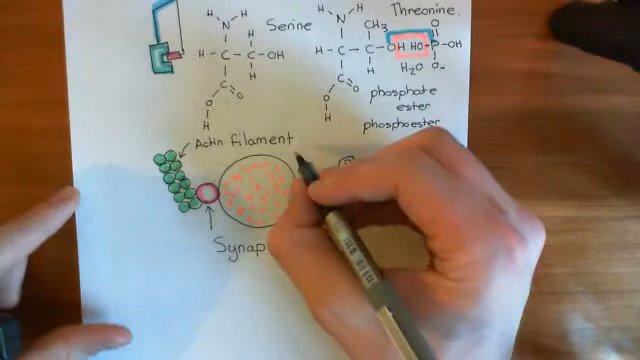 Serine
Threonine.
H H
N
H
H-C-C-OH
H
C
O
O
H
H H
N
CH3
H-C-C-OH HO-P-OH
O
O-
H
H2O
C
O
O
H
phosphate
ester
phosphoester
Actin filament
P
Synap